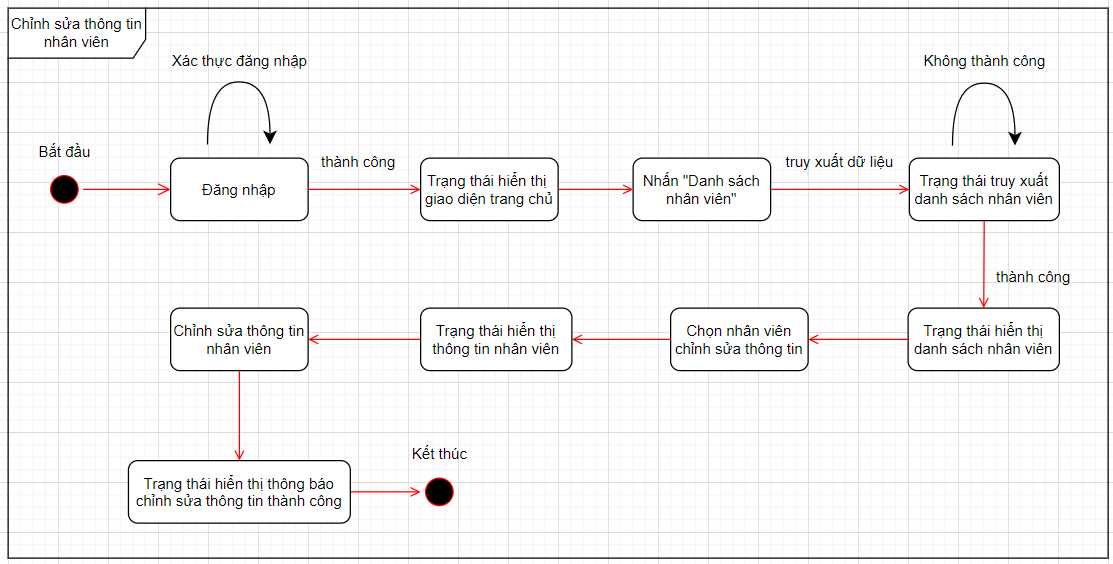 Chỉnh sửa thông tin
nhân viên
Xác thực đăng nhập
Không thành công
Bắt đầu
thành công
truy xuất dữ liệu
Đăng nhập
Trạng thái hiển thị
giao diện trang chủ
Nhấn "Danh sách
nhân viên"
Trạng thái truy xuất
danh sách nhân viên
thành công
Chỉnh sửa thông tin
nhân viên
Trạng thái hiển thị
thông tin nhân viên
Chọn nhân viên
chỉnh sửa thông tin
Trạng thái hiển thị
danh sách nhân viên
Kết thúc
Trạng thái hiển thị thông báo
chỉnh sửa thông tin thành công